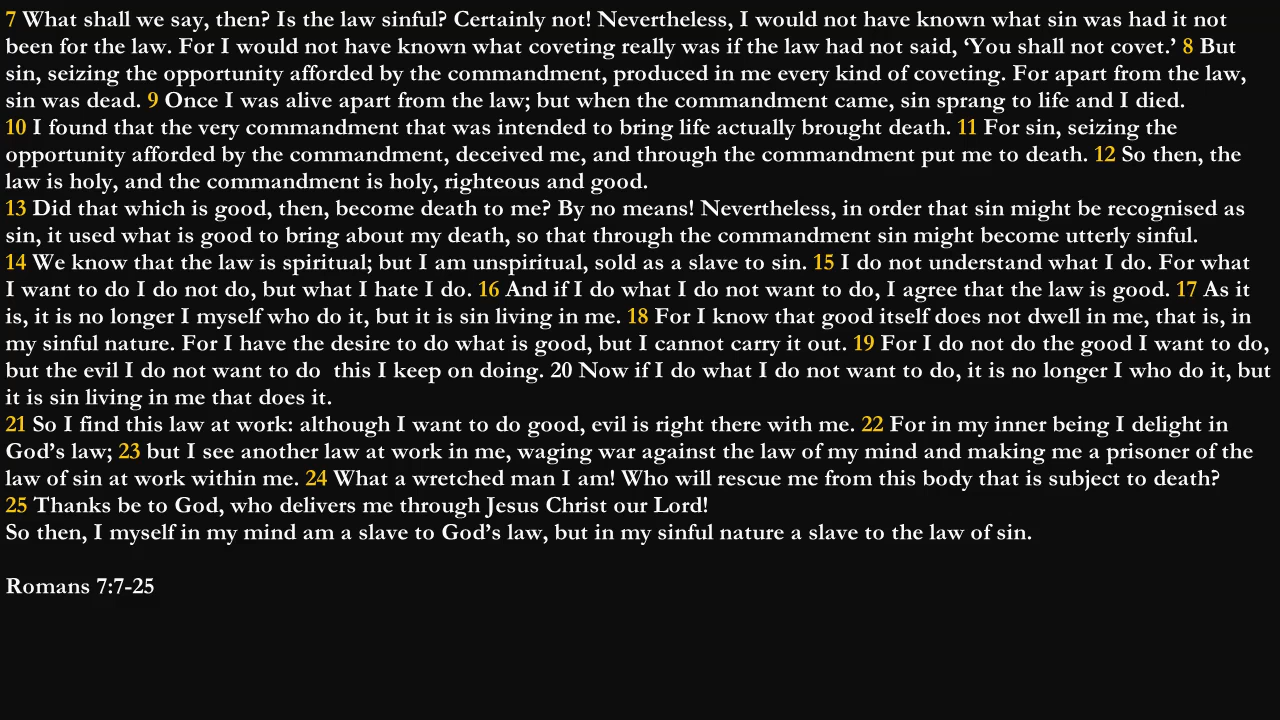 7 What shall we say, then? Is the law sinful? Certainly not! Nevertheless, I would not have known what sin was had it not
been for the law. For I would not have known what coveting really was if the law had not said, ‘You shall not covet.’ 8 But
sin, seizing the opportunity afforded by the commandment, produced in me every kind of coveting. For apart from the law,
sin was dead. 9 Once I was alive apart from the law; but when the commandment came, sin sprang to life and I died.
10 I found that the very commandment that was intended to bring life actually brought death. 11 For sin, seizing the
opportunity afforded by the commandment, deceived me, and through the commandment put me to death. 12 So then, the
law is holy, and the commandment is holy, righteous and good.
13 Did that which is good, then, become death to me? By no means! Nevertheless, in order that sin might be recognised as
sin, it used what is good to bring about my death, so that through the commandment sin might become utterly sinful.
14 We know that the law is spiritual; but I am unspiritual, sold as a slave to sin. 15 I do not understand what I do. For what
I want to do I do not do, but what I hate I do. 16 And if I do what I do not want to do, I agree that the law is good. 17 As it
is, it is no longer I myself who do it, but it is sin living in me. 18 For I know that good itself does not dwell in me, that is, in
my sinful nature. For I have the desire to do what is good, but I cannot carry it out. 19 For I do not do the good I want to do,
but the evil I do not want to do  this I keep on doing. 20 Now if I do what I do not want to do, it is no longer I who do it, but
it is sin living in me that does it.
21 So I find this law at work: although I want to do good, evil is right there with me. 22 For in my inner being I delight in
God’s law; 23 but I see another law at work in me, waging war against the law of my mind and making me a prisoner of the
law of sin at work within me. 24 What a wretched man I am! Who will rescue me from this body that is subject to death?
25 Thanks be to God, who delivers me through Jesus Christ our Lord!
So then, I myself in my mind am a slave to God’s law, but in my sinful nature a slave to the law of sin.
Romans 7:7-25